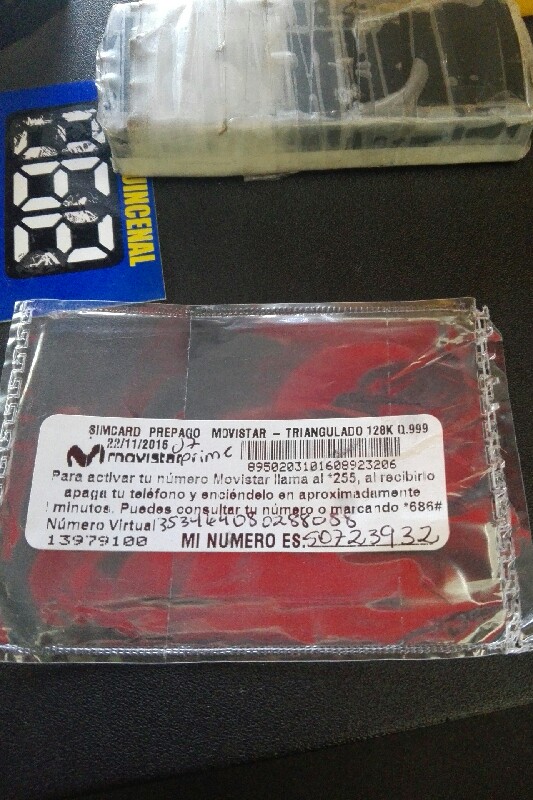 QUINCENAL
SIMCARD PREPAGO MOVISTAR - TRIANGULADO 128K Q.999
22/11/2016 J7
movistar prime
8950203101608923206
Para activar tu número Movistar llama al *255, al recibirlo
apaga tu teléfono y enciéndelo en aproximadamente
minutos. Puedes consultar tu número o marcando *686#
Número Virtual 353464080288088
13979100 MI NUMERO ES: 50723932